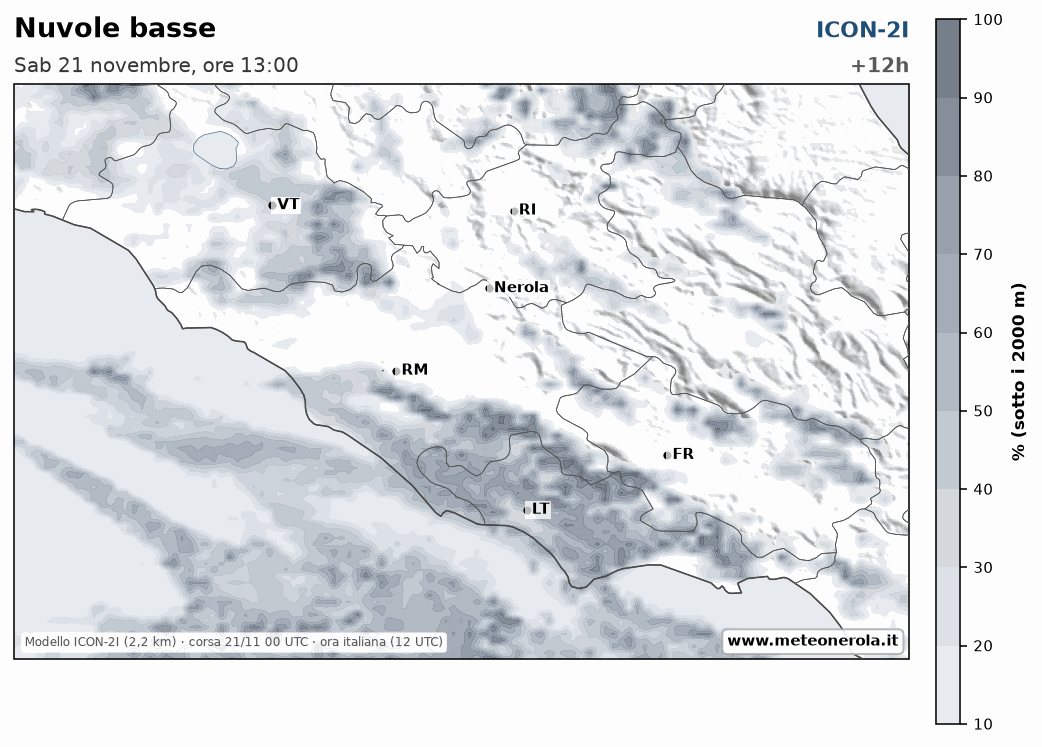 Nuvole basse
ICON-2I
Sab 21 novembre, ore 13:00
+12h
VT
RI
Nerola
RM
FR
LT
Modello ICON-2I (2,2 km) · corsa 21/11 00 UTC · ora italiana (12 UTC)
www.meteonerola.it
100
90
80
70
60
50
40
30
20
10
% (sotto i 2000 m)